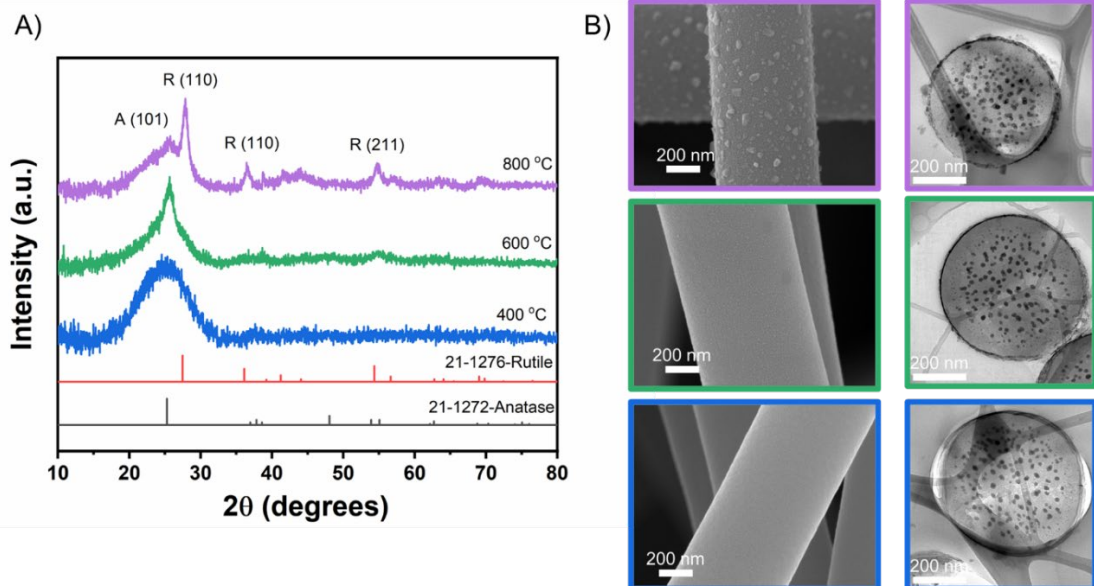 A)
R (110)
A (101)
R (110)
R (211)
800 °C
600 °C
400 °C
21-1276-Rutile
21-1272-Anatase
Intensity (a.u.)
10 20 30 40 50 60 70 80
2θ (degrees)
B)
200 nm
200 nm
200 nm
200 nm
200 nm
200 nm